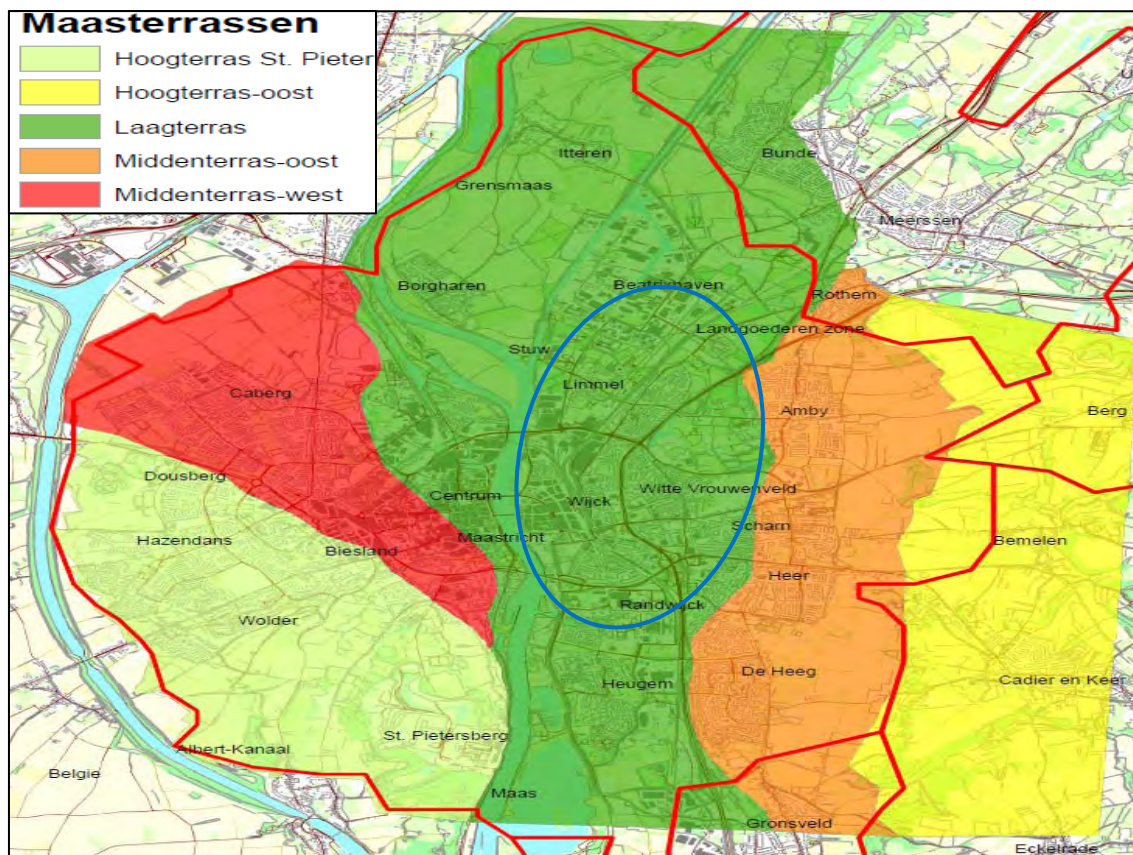 Maasterrassen
Hoogterras St. Pieter
Hoogterras-oost
Laagterras
Middenterras-oost
Middenterras-west
Itteren
Bunde
Grensmaas
Meerssen
Borgharen
Beatrixhaven
Rothem
Landgoederen zone
Stuw
Limmel
Caberg
Amby
Berg
Dousberg
Centrum
Wijck
Witte Vrouwenveld
Maastricht
Scharn
Hazendans
Biesland
Bemelen
Heer
Randwijck
Wolder
De Heeg
Heugem
Cadier en Keer
St. Pietersberg
Albert-Kanaal
Belgie
Maas
Gronsveld
Eckelrade